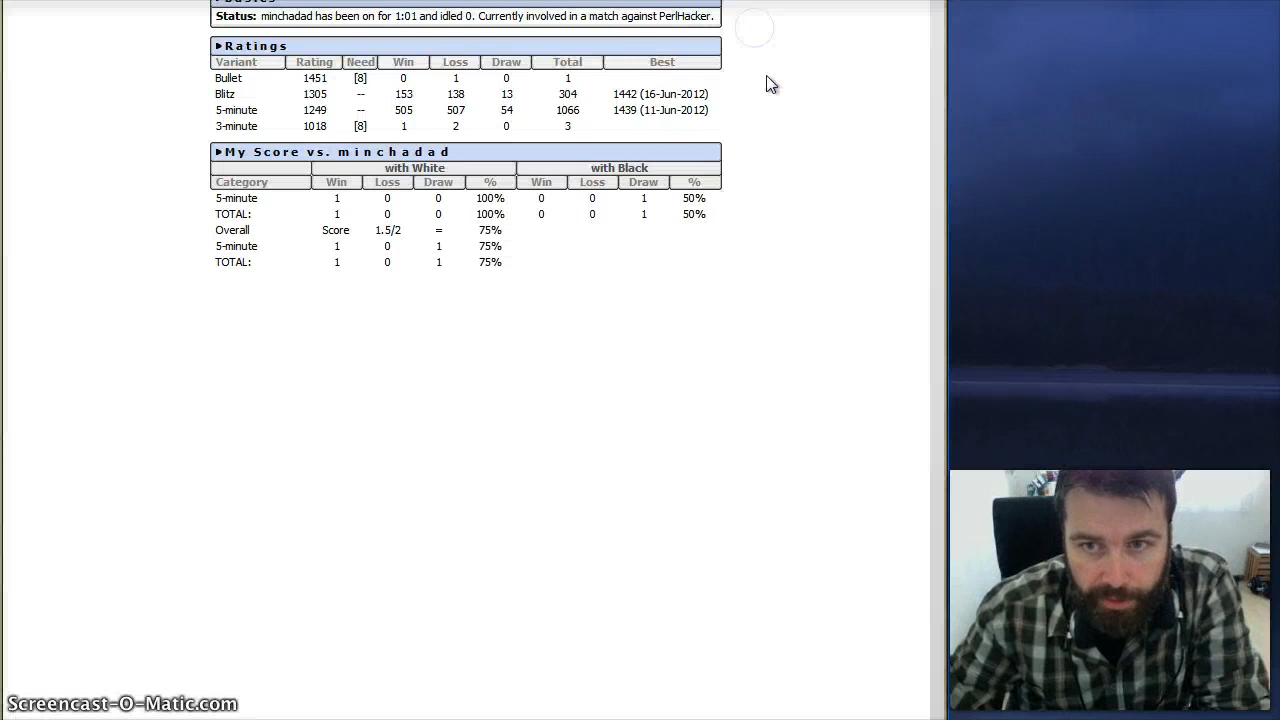 Status: minchadad has been on for 1:01 and idled 0. Currently involved in a match against PerlHacker.
Ratings
Variant Rating Need Win Loss Draw Total Best
Bullet 1451 [8] 0 1 0 1
Blitz 1305 -- 153 138 13 304 1442 (16-Jun-2012)
5-minute 1249 -- 505 507 54 1066 1439 (11-Jun-2012)
3-minute 1018 [8] 1 2 0 3
My Score vs. minchadad
with White with Black
Category Win Loss Draw % Win Loss Draw %
5-minute 1 0 0 100% 0 0 1 50%
TOTAL: 1 0 0 100% 0 0 1 50%
Overall Score 1.5/2 = 75%
5-minute 1 0 1 75%
TOTAL: 1 0 1 75%
Screencast-O-Matic.com